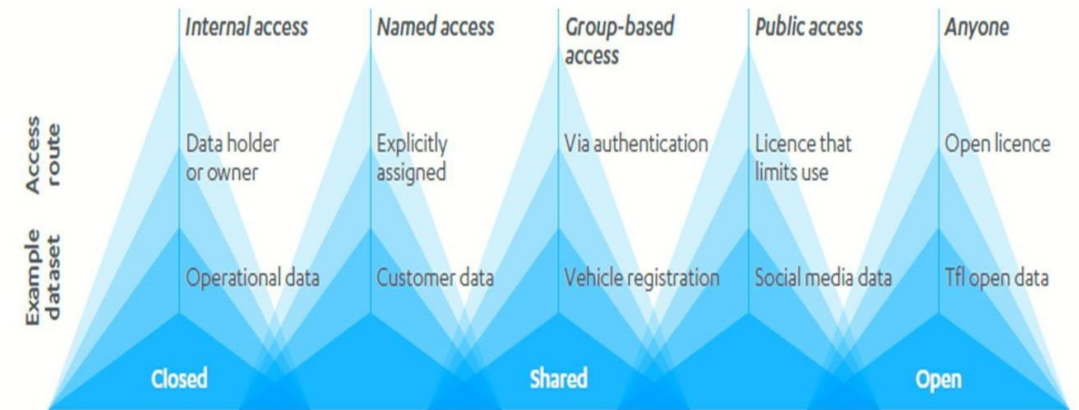 Internal access
Named access
Group-based
access
Public access
Anyone
Access
route
Data holder
or owner
Explicitly
assigned
Via authentication
Licence that
limits use
Open licence
Example
dataset
Operational data
Customer data
Vehicle registration
Social media data
Tfl open data
Closed
Shared
Open